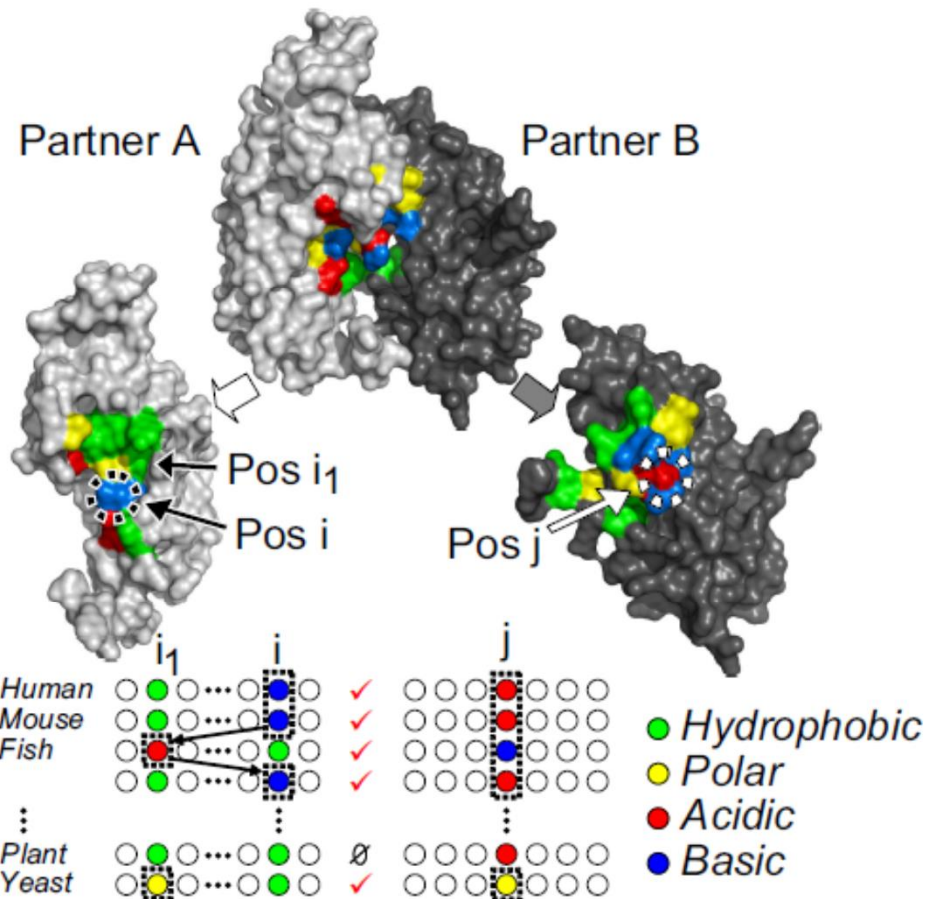 Partner A
Partner B
Pos i1
Pos i
Pos j
i1 i j
Human ✓
Mouse ✓
Fish ✓
✓
Plant Ø
Yeast ✓
Hydrophobic
Polar
Acidic
Basic